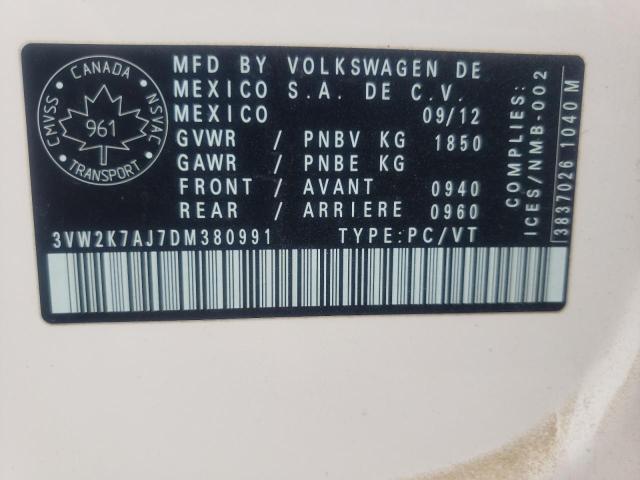 CANADA
CMVSS
NSVAC
961
TRANSPORT
MFD BY VOLKSWAGEN DE
MEXICO S.A. DE C.V.
MEXICO 09/12
GVWR / PNBV KG 1850
GAWR / PNBE KG
FRONT / AVANT 0940
REAR / ARRIERE 0960
3VW2K7AJ7DM380991 TYPE:PC/VT
COMPLIES:
ICES/NMB-002
3837026 1040 M